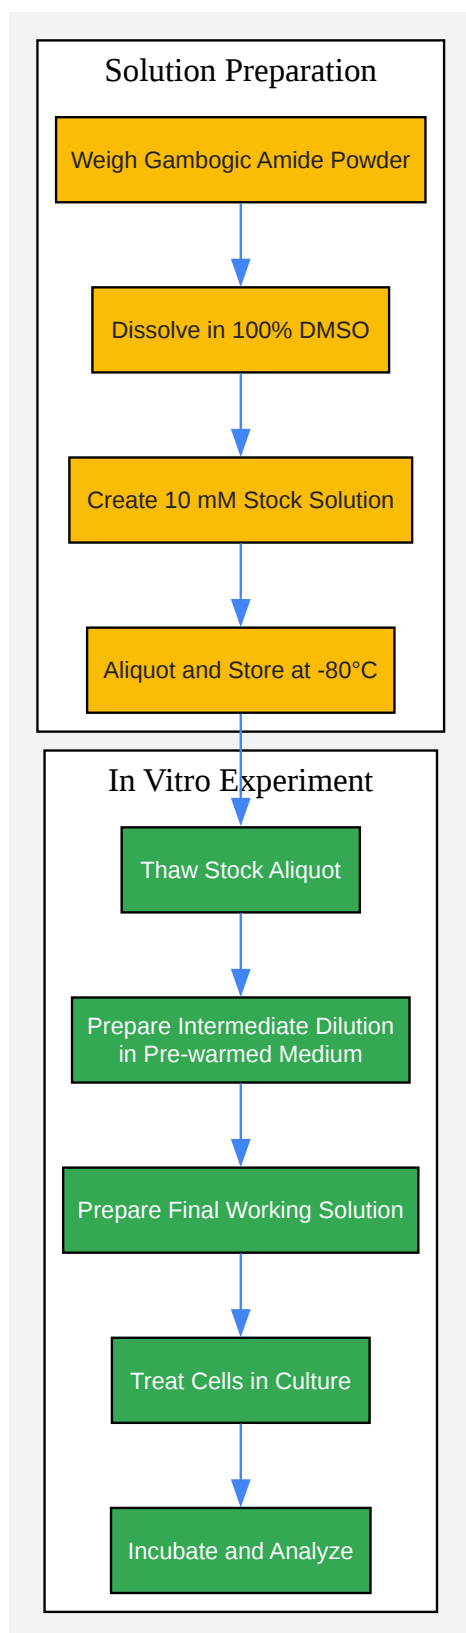 Solution Preparation
Weigh Gambogic Amide Powder
Dissolve in 100% DMSO
Create 10 mM Stock Solution
Aliquot and Store at -80°C
In Vitro Experiment
Thaw Stock Aliquot
Prepare Intermediate Dilution
in Pre-warmed Medium
Prepare Final Working Solution
Treat Cells in Culture
Incubate and Analyze